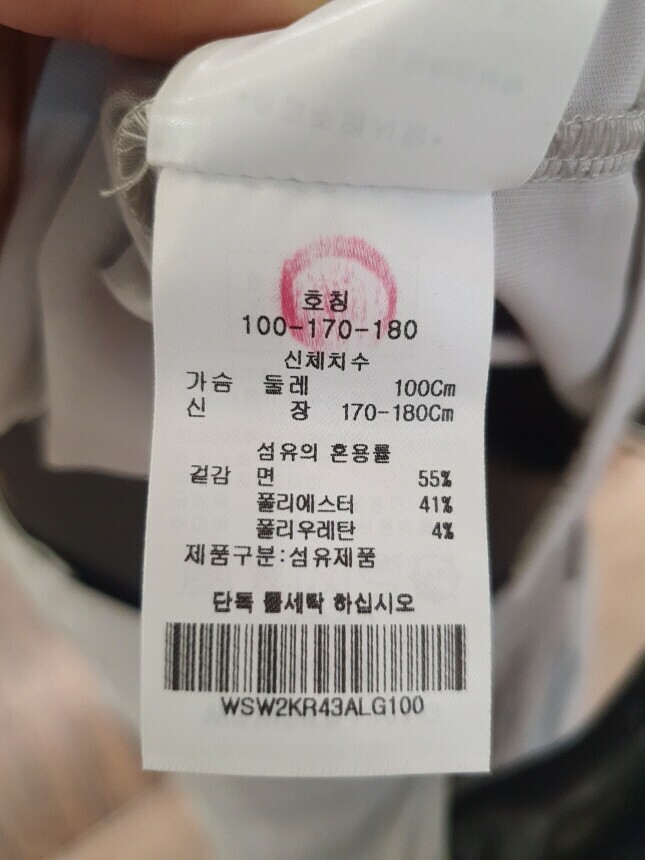 호칭
100-170-180
신체치수
가슴 둘레 100Cm
신 장 170-180Cm
섬유의 혼용률
겉감 면 55%
폴리에스터 41%
폴리우레탄 4%
제품구분:섬유제품
단독 물세탁 하십시오
WSW2KR43ALG100